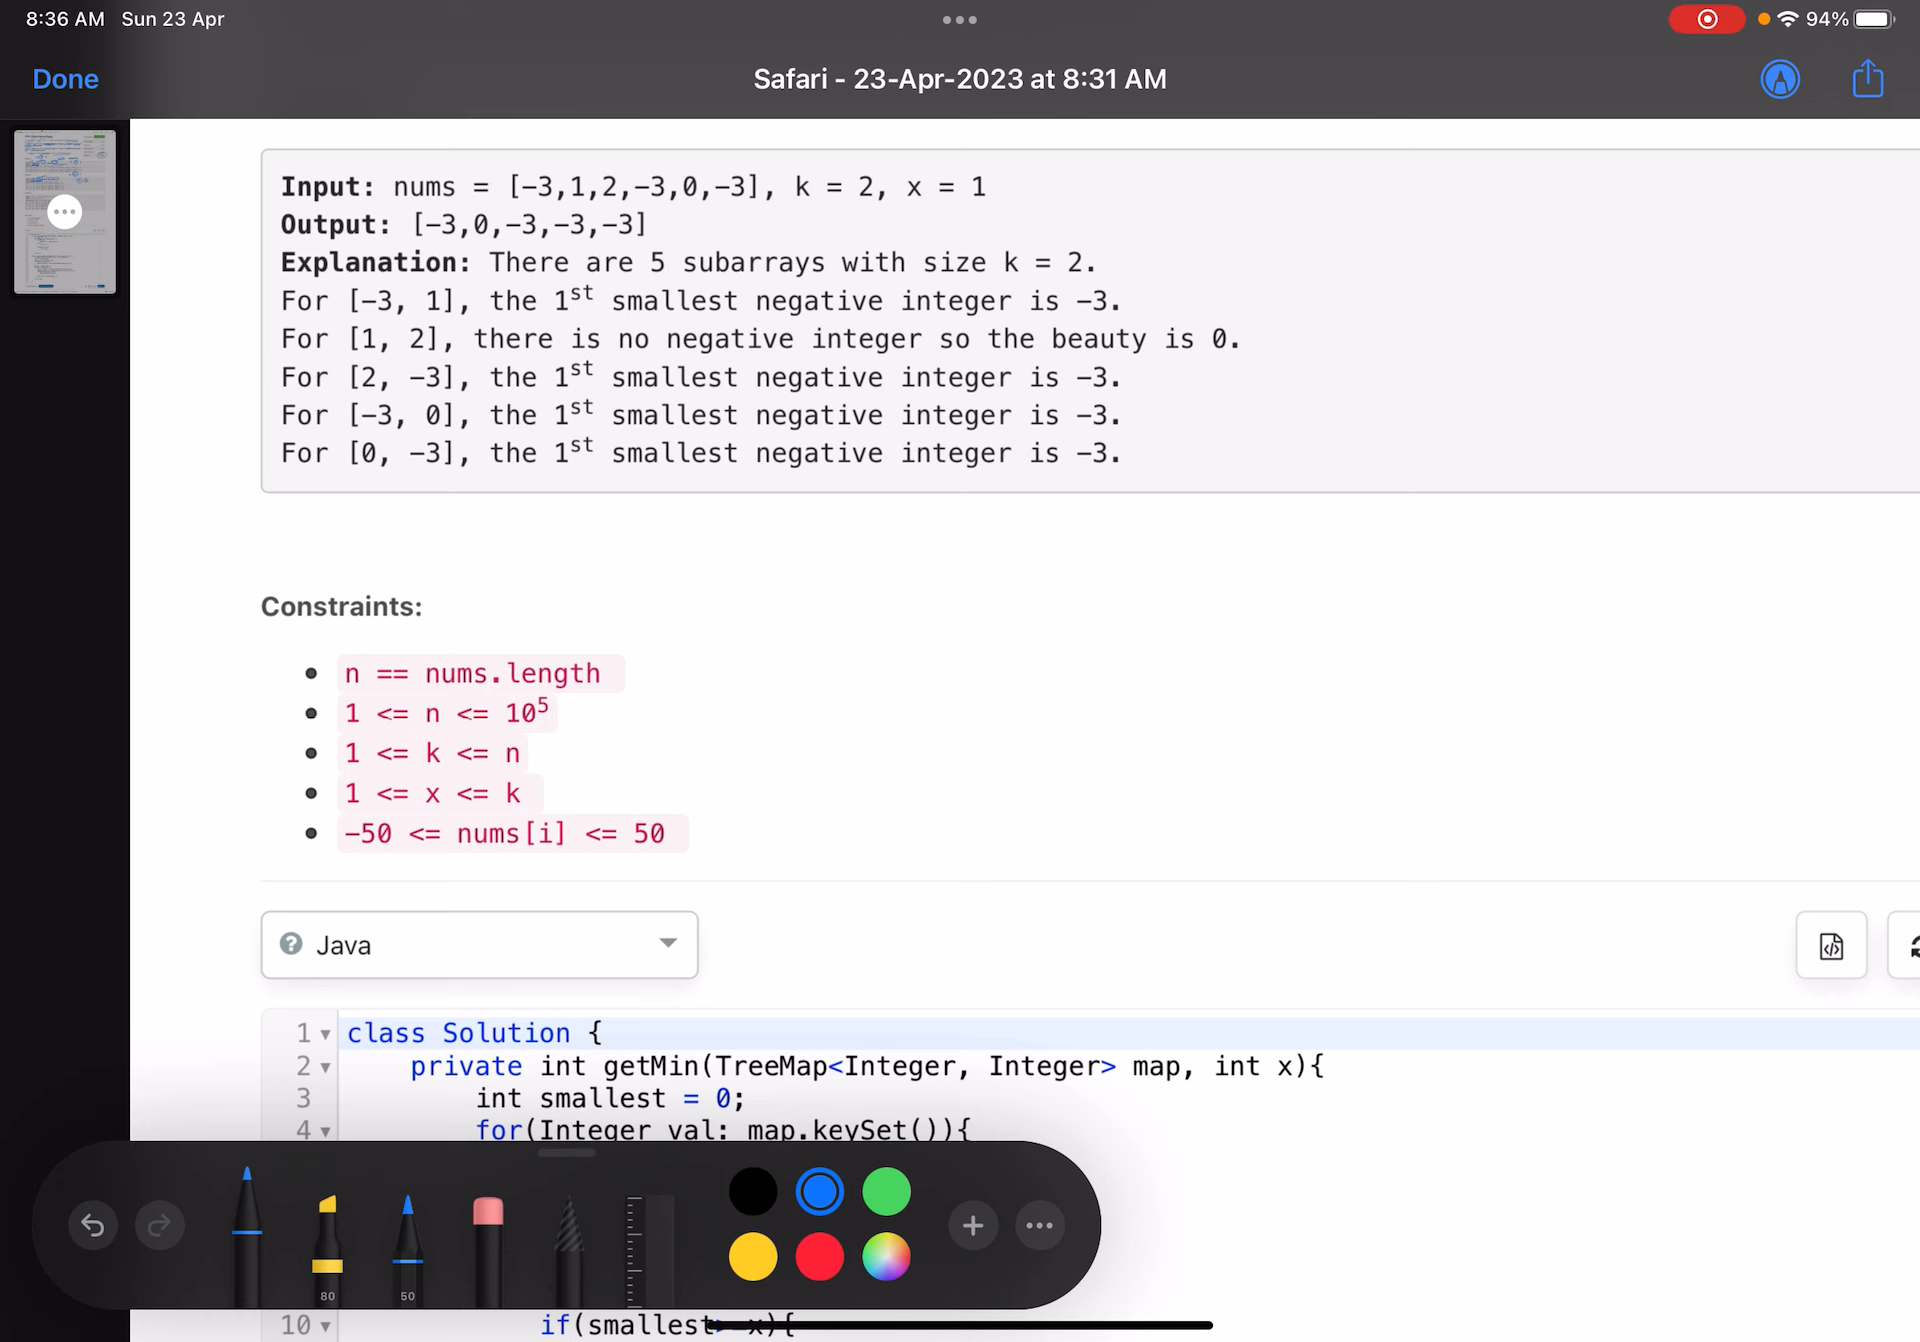 8:36 AM Sun 23 Apr
94%
Done
Safari - 23-Apr-2023 at 8:31 AM
Input: nums = [-3,1,2,-3,0,-3], k = 2, x = 1
Output: [-3,0,-3,-3,-3]
Explanation: There are 5 subarrays with size k = 2.
For [-3, 1], the 1st smallest negative integer is -3.
For [1, 2], there is no negative integer so the beauty is 0.
For [2, -3], the 1st smallest negative integer is -3.
For [-3, 0], the 1st smallest negative integer is -3.
For [0, -3], the 1st smallest negative integer is -3.
Constraints:
n == nums.length
1 <= n <= 10^5
1 <= k <= n
1 <= x <= k
-50 <= nums[i] <= 50
Java
1 class Solution {
2 private int getMin(TreeMap<Integer, Integer> map, int x){
3 int smallest = 0;
4 for(Integer val: map.keySet()){
80
50
10 if(smallest